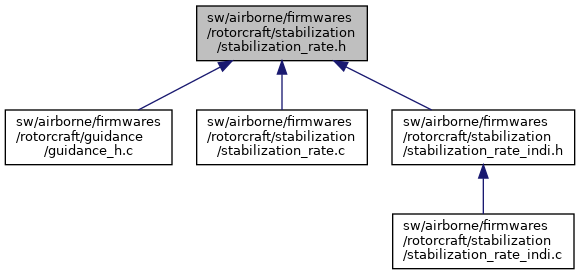 sw/airborne/firmwares
/rotorcraft/stabilization
/stabilization_rate.h
sw/airborne/firmwares
/rotorcraft/guidance
/guidance_h.c
sw/airborne/firmwares
/rotorcraft/stabilization
/stabilization_rate.c
sw/airborne/firmwares
/rotorcraft/stabilization
/stabilization_rate_indi.h
sw/airborne/firmwares
/rotorcraft/stabilization
/stabilization_rate_indi.c